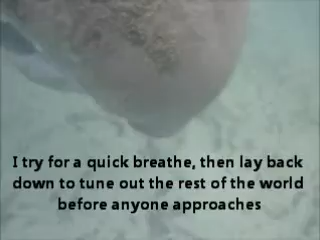 I try for a quick breathe, then lay back
down to tune out the rest of the world
before anyone approaches